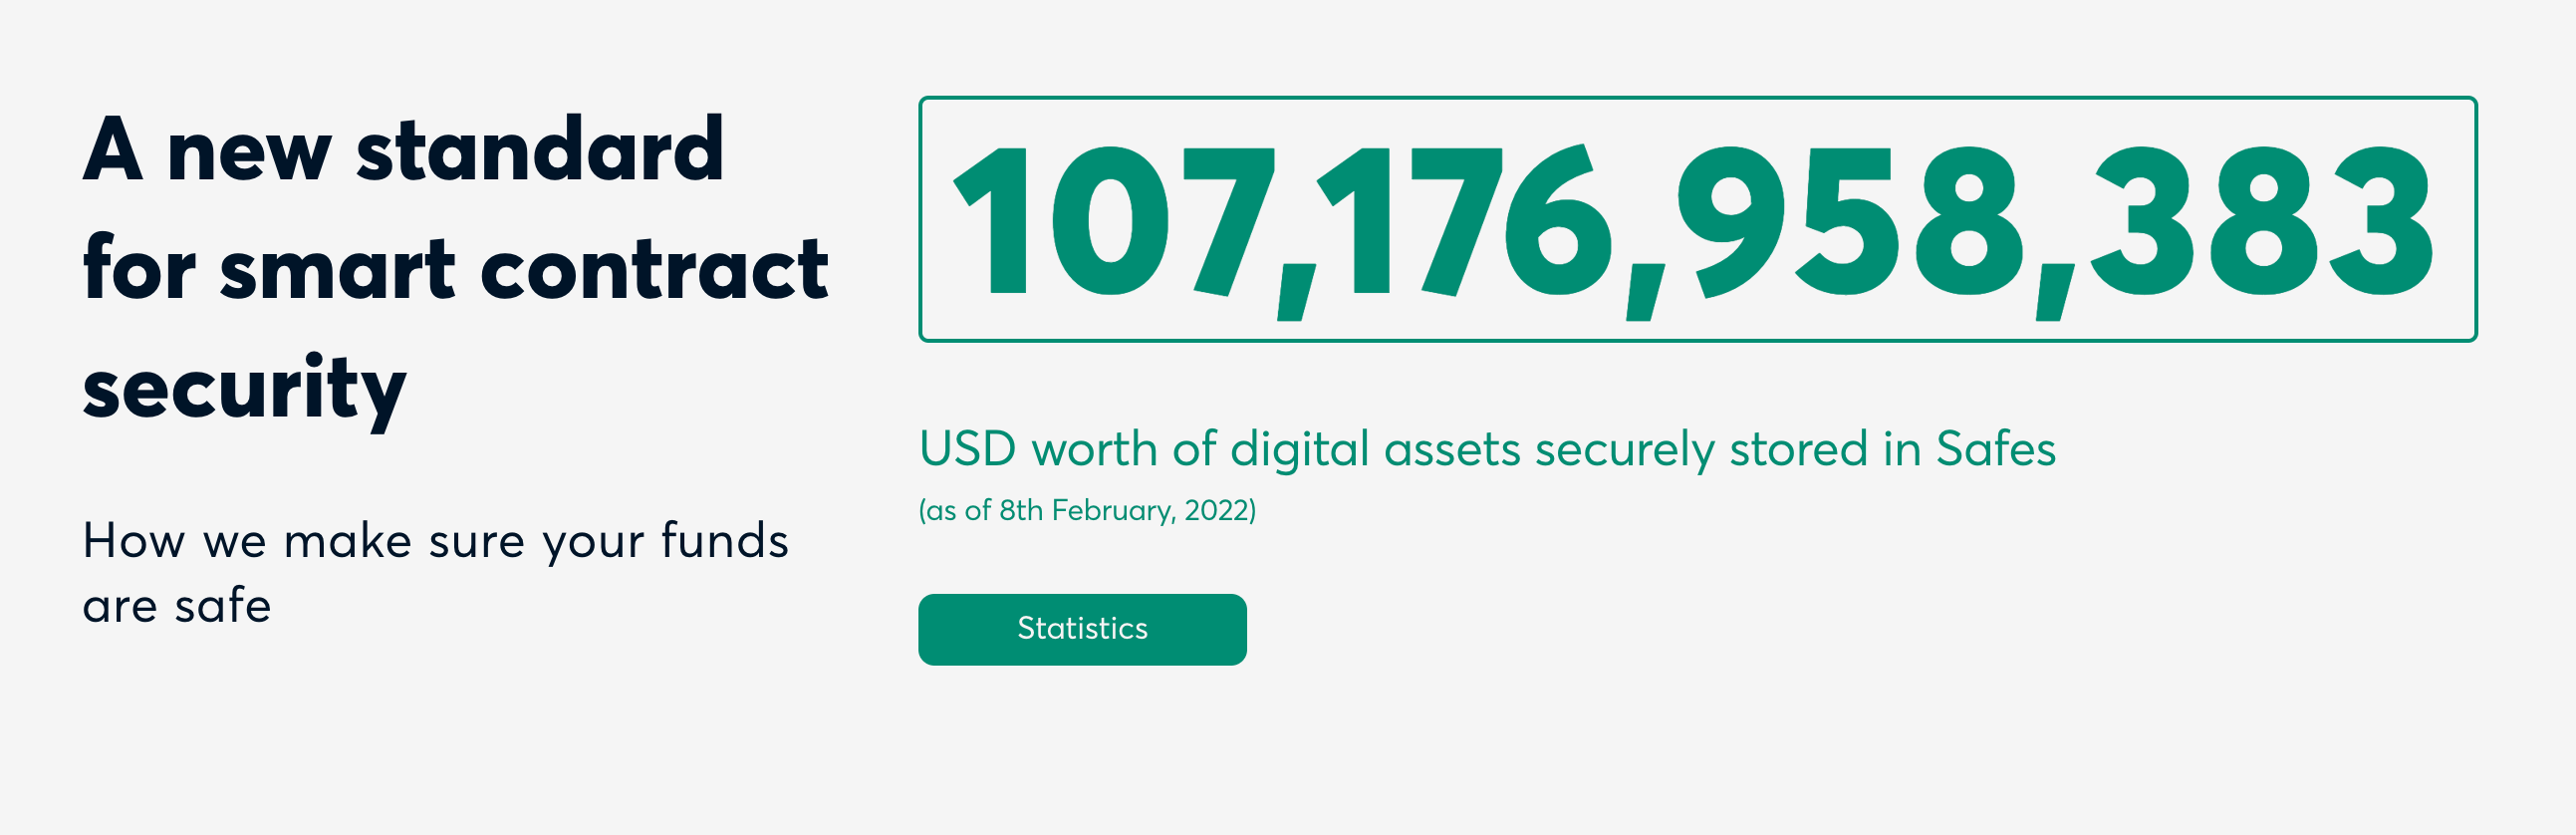 A new standard
for smart contract
security
How we make sure your funds
are safe
107,176,958,383
USD worth of digital assets securely stored in Safes
(as of 8th February, 2022)
Statistics